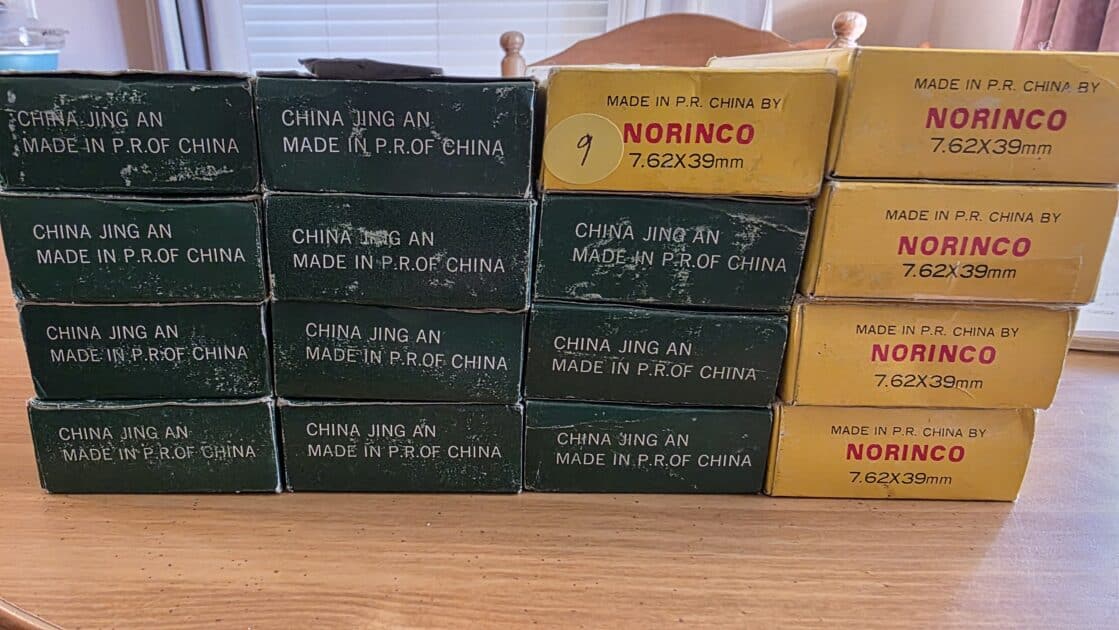 CHINA JING AN
MADE IN P.R.OF CHINA
CHINA JING AN
MADE IN P.R.OF CHINA
9
MADE IN P.R. CHINA BY
NORINCO
7.62X39mm
MADE IN P.R. CHINA BY
NORINCO
7.62X39mm
CHINA JING AN
MADE IN P.R.OF CHINA
CHINA JING AN
MADE IN P.R.OF CHINA
CHINA JING AN
MADE IN P.R.OF CHINA
MADE IN P.R. CHINA BY
NORINCO
7.62X39mm
CHINA JING AN
MADE IN P.R.OF CHINA
CHINA JING AN
MADE IN P.R.OF CHINA
CHINA JING AN
MADE IN P.R.OF CHINA
MADE IN P.R. CHINA BY
NORINCO
7.62X39mm
CHINA JING AN
MADE IN P.R.OF CHINA
CHINA JING AN
MADE IN P.R.OF CHINA
CHINA JING AN
MADE IN P.R.OF CHINA
MADE IN P.R. CHINA BY
NORINCO
7.62X39mm